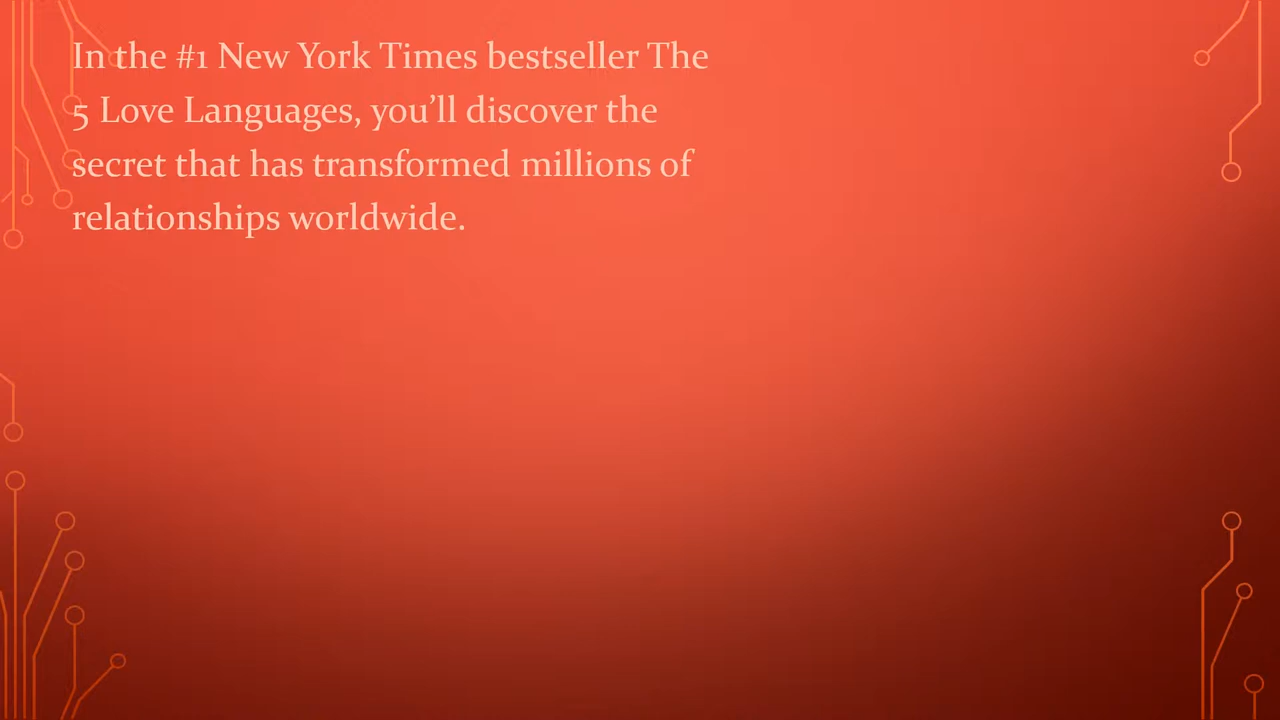 In the #1 New York Times bestseller The
5 Love Languages, you’ll discover the
secret that has transformed millions of
relationships worldwide.